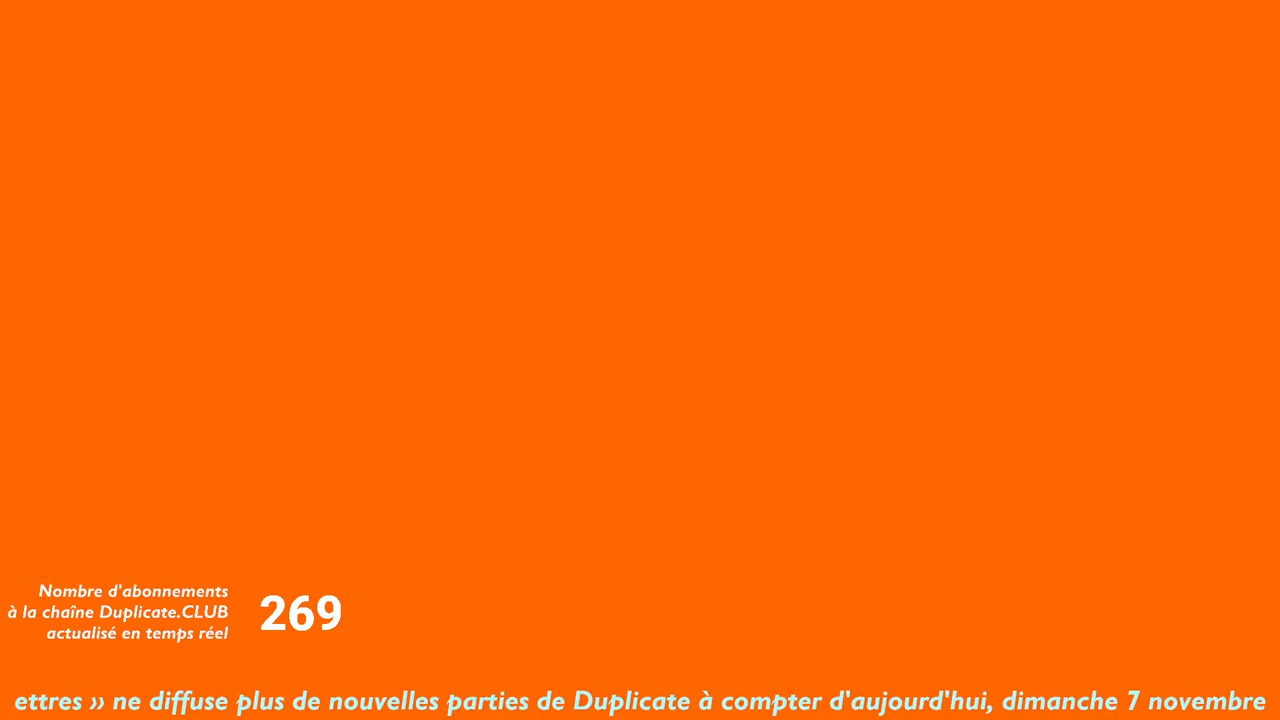 Nombre d'abonnements
à la chaîne Duplicate.CLUB
actualisé en temps réel
269
ettres » ne diffuse plus de nouvelles parties de Duplicate à compter d'aujourd'hui, dimanche 7 novembre